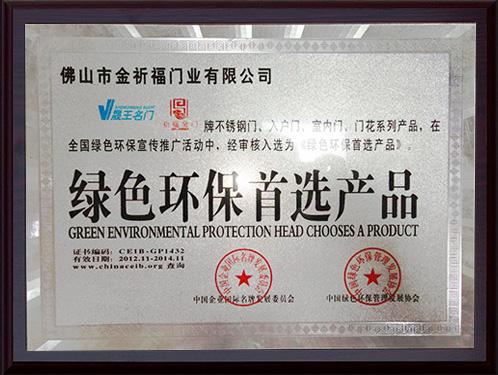 佛山市金祈福门业有限公司
晟王名门 牌不锈钢门、入户门、室内门、门花系列产品，在
全国绿色环保宣传推广活动中，经审核入选为《绿色环保首选产品》。
绿色环保首选产品
GREEN ENVIRONMENTAL PROTECTION HEAD CHOOSES A PRODUCT
证书编码：CEIB-GP1432
有效日期：2012.11-2014.11
www.chinaceib.org 查询
中国企业国际名牌发展委员会
中国绿色环保管理发展协会